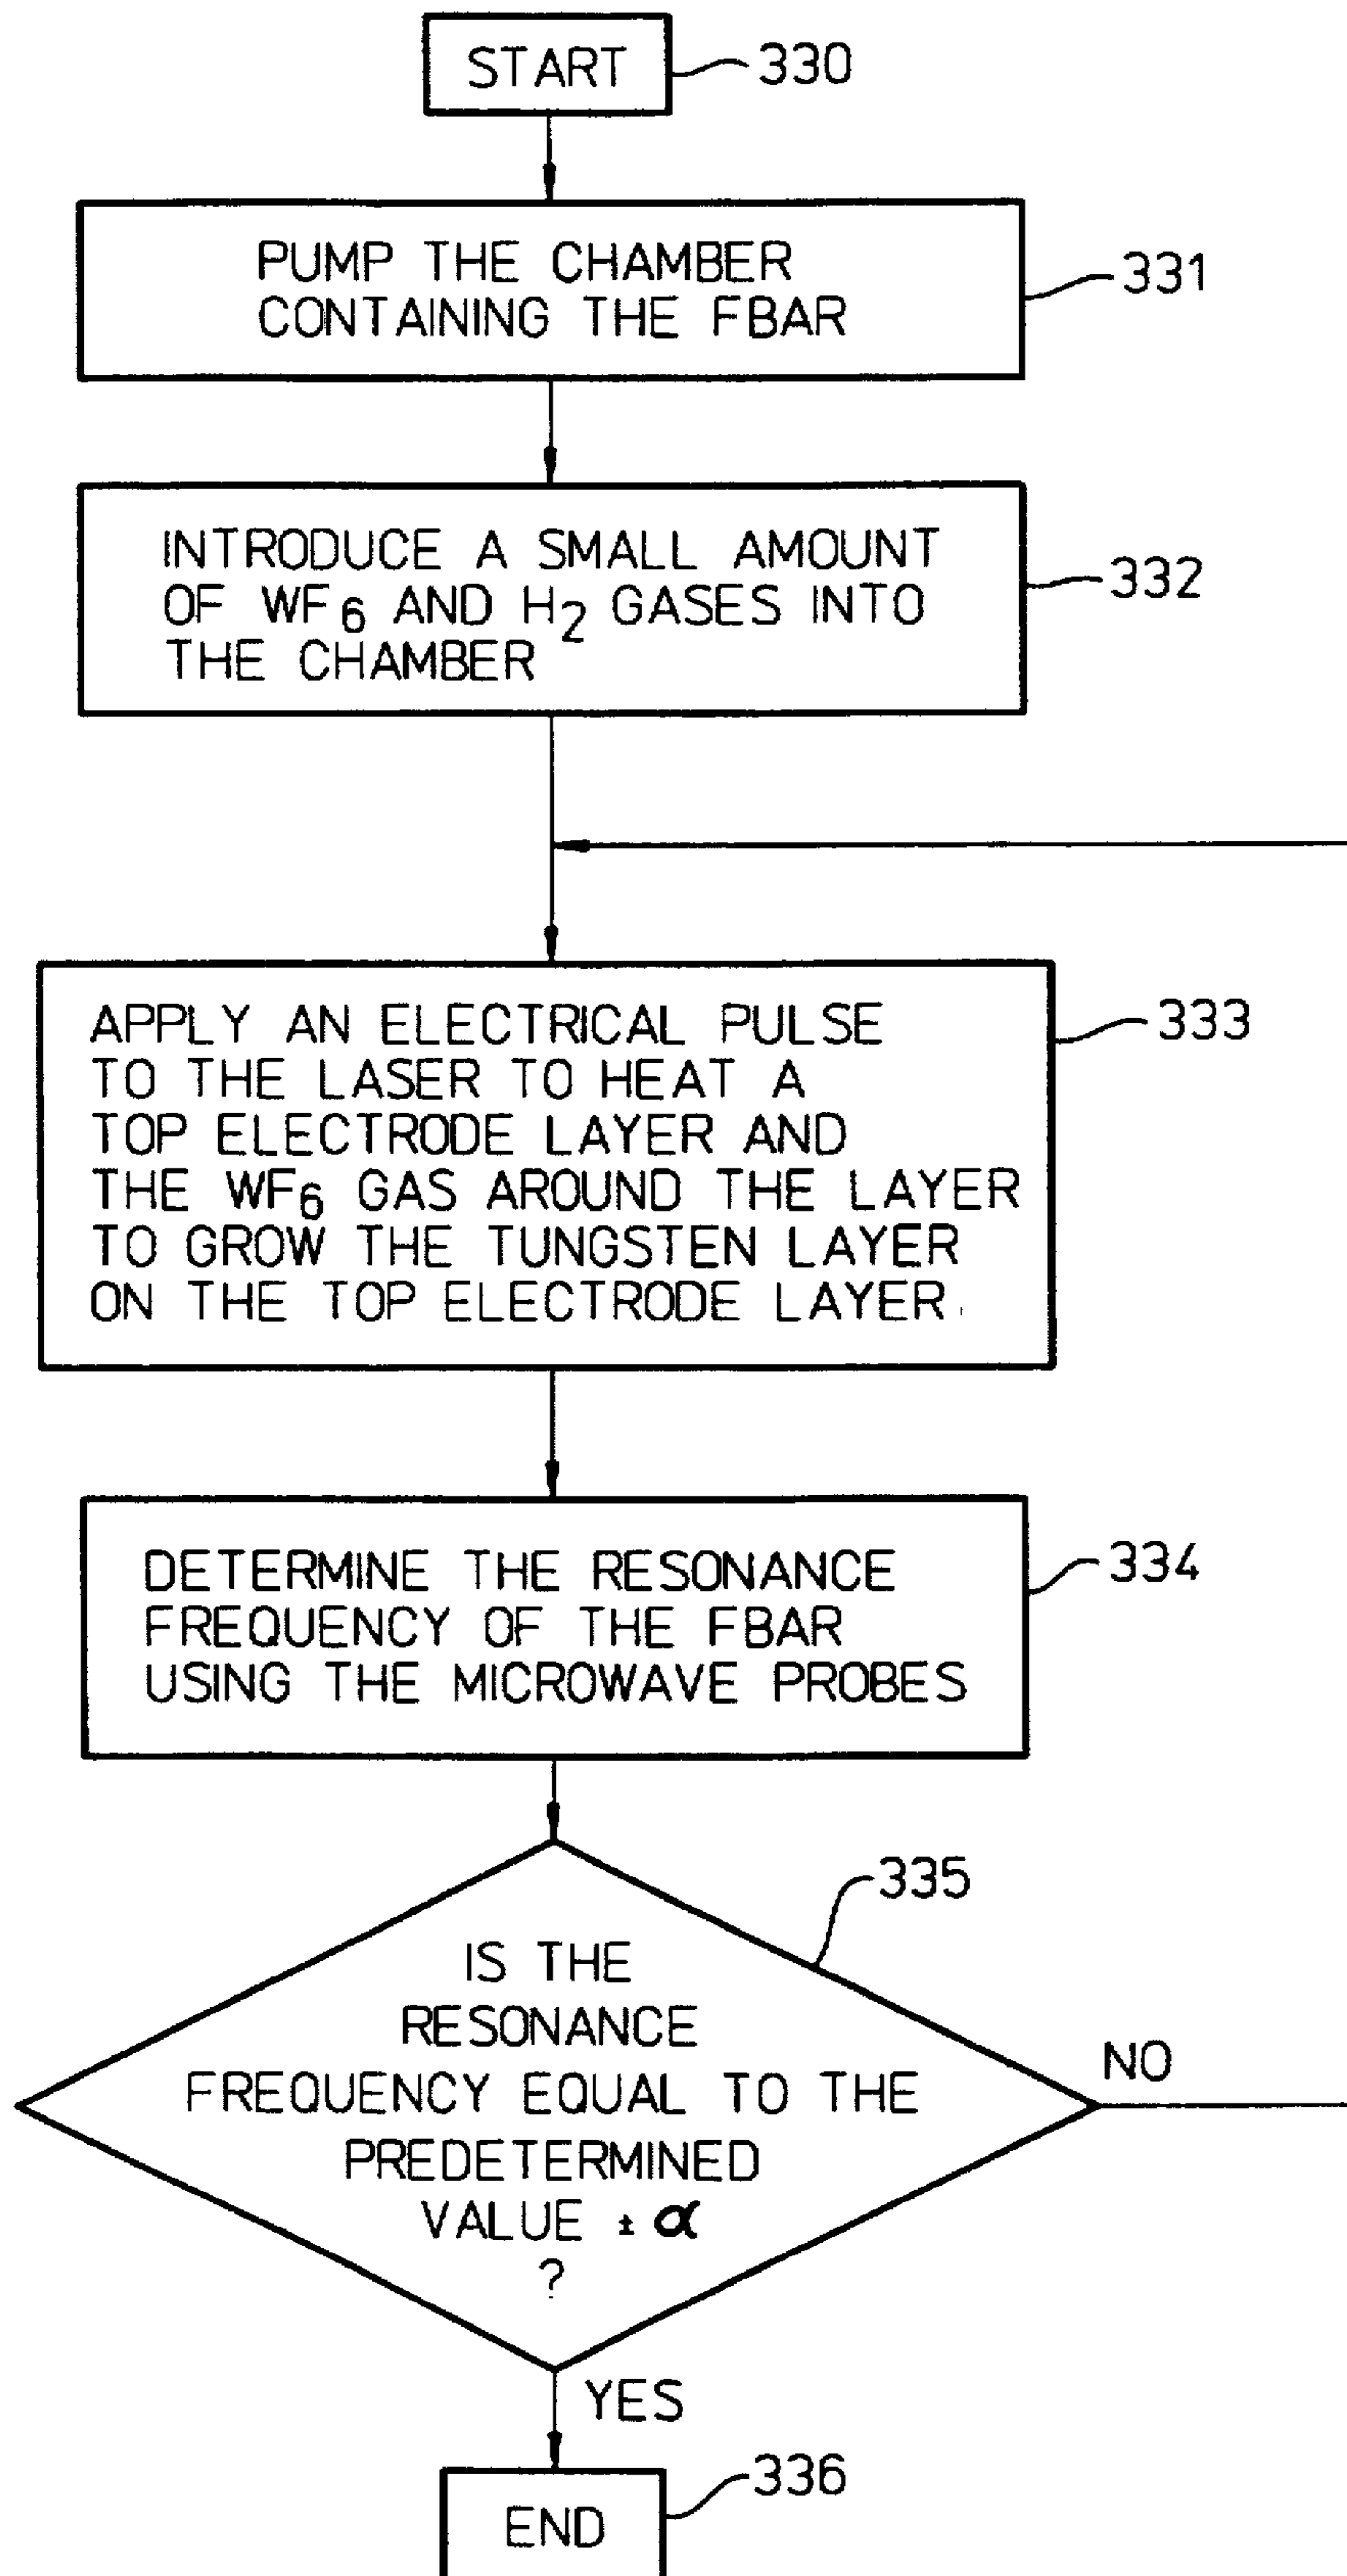 START
330
PUMP THE CHAMBER
CONTAINING THE FBAR
331
INTRODUCE A SMALL AMOUNT
OF WF6 AND H2 GASES INTO
THE CHAMBER
332
APPLY AN ELECTRICAL PULSE
TO THE LASER TO HEAT A
TOP ELECTRODE LAYER AND
THE WF6 GAS AROUND THE LAYER
TO GROW THE TUNGSTEN LAYER
ON THE TOP ELECTRODE LAYER.
333
DETERMINE THE RESONANCE
FREQUENCY OF THE FBAR
USING THE MICROWAVE PROBES
334
IS THE
RESONANCE
FREQUENCY EQUAL TO THE
PREDETERMINED
VALUE ± α
?
335
NO
YES
END
336